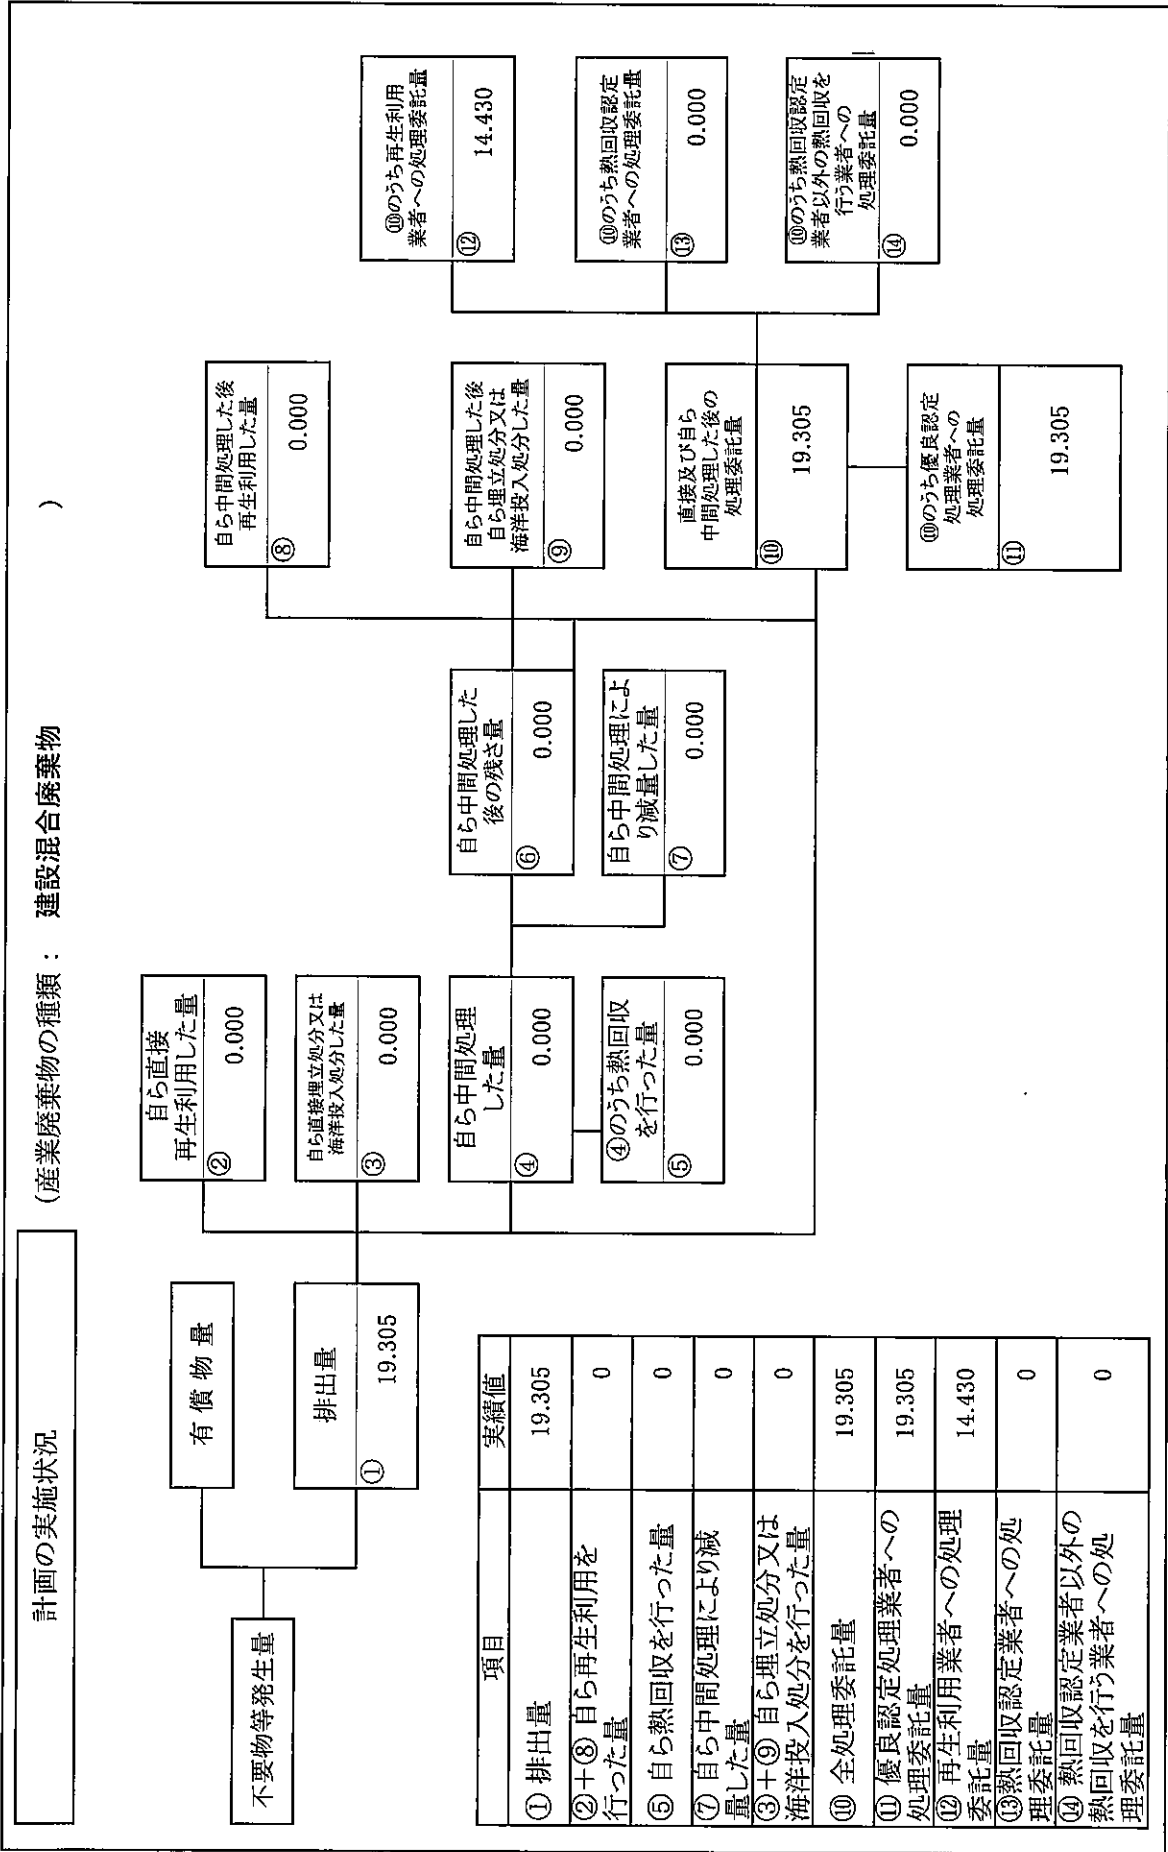 計画の実施状況
(産業廃棄物の種類： 建設混合廃棄物 )
不要物等発生量
有償物量
排出量
① 19.305
自ら直接
再生利用した量
② 0.000
自ら直接埋立処分又は
海洋投入処分した量
③ 0.000
自ら中間処理
した量
④ 0.000
④のうち熱回収
を行った量
⑤ 0.000
自ら中間処理した
後の残さ量
⑥ 0.000
自ら中間処理によ
り減量した量
⑦ 0.000
自ら中間処理した後
再生利用した量
⑧ 0.000
自ら中間処理した後
自ら埋立処分又は
海洋投入処分した量
⑨ 0.000
直接及び自ら
中間処理した後の
処理委託量
⑩ 19.305
⑩のうち優良認定
処理業者への
処理委託量
⑪ 19.305
⑩のうち再生利用
業者への処理委託量
⑫ 14.430
⑩のうち熱回収認定
業者への処理委託量
⑬ 0.000
⑩のうち熱回収認定
業者以外の熱回収を
行う業者への
処理委託量
⑭ 0.000
項目 実績値
① 排出量 19.305
②＋⑧ 自ら再生利用を
行った量 0
⑤ 自ら熱回収を行った量 0
⑦ 自ら中間処理により減
量した量 0
③＋⑨ 自ら埋立処分又は
海洋投入処分を行った量 0
⑩ 全処理委託量 19.305
⑪ 優良認定処理業者への
処理委託量 19.305
⑫ 再生利用業者への処理
委託量 14.430
⑬熱回収認定業者への処
理委託量 0
⑭ 熱回収認定業者以外の
熱回収を行う業者への処
理委託量 0